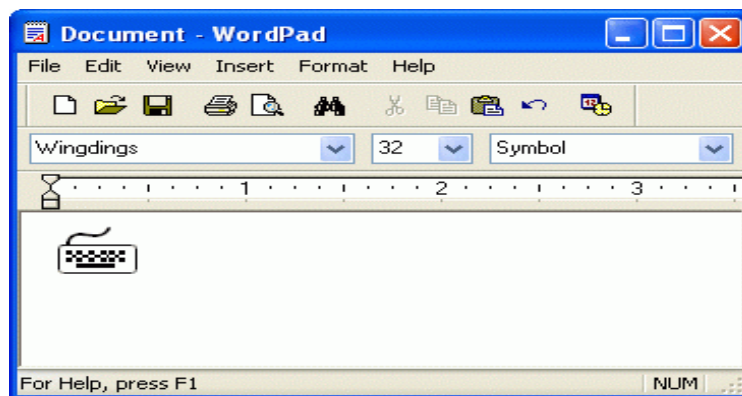 Document - WordPad
File Edit View Insert Format Help
Wingdings 32 Symbol
1 2 3
For Help, press F1 NUM